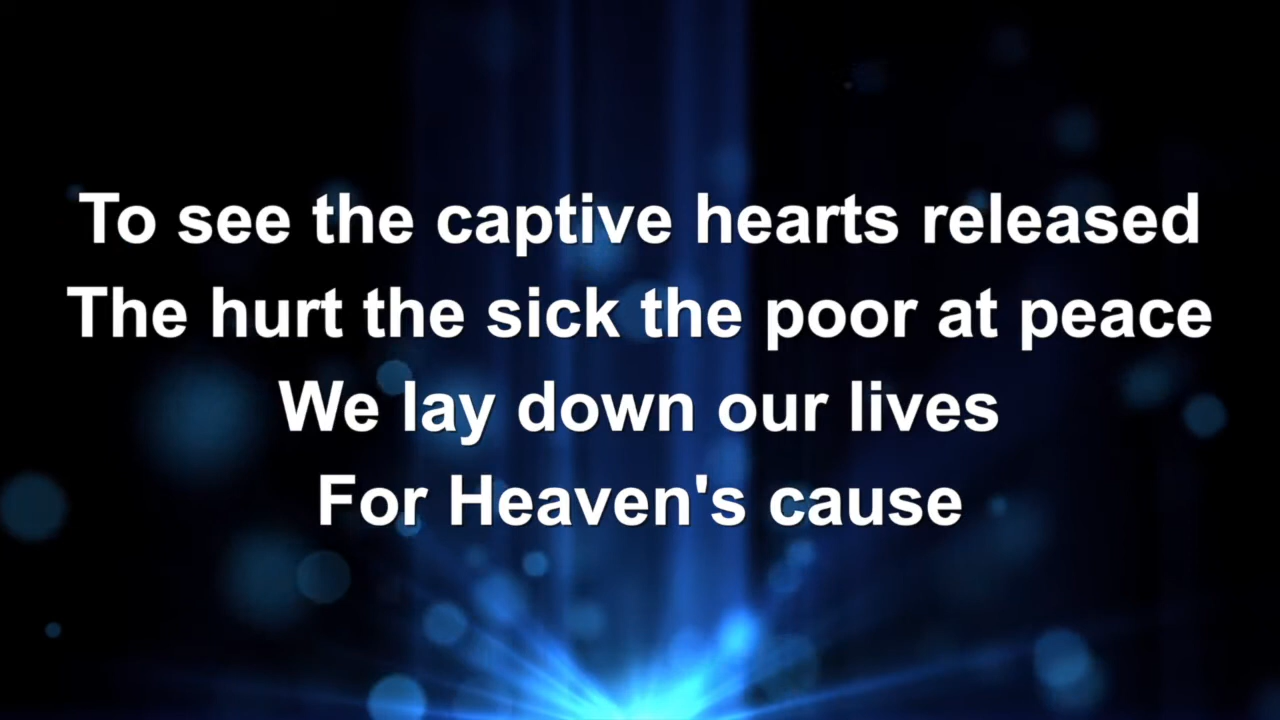 To see the captive hearts released
The hurt the sick the poor at peace
We lay down our lives
For Heaven's cause